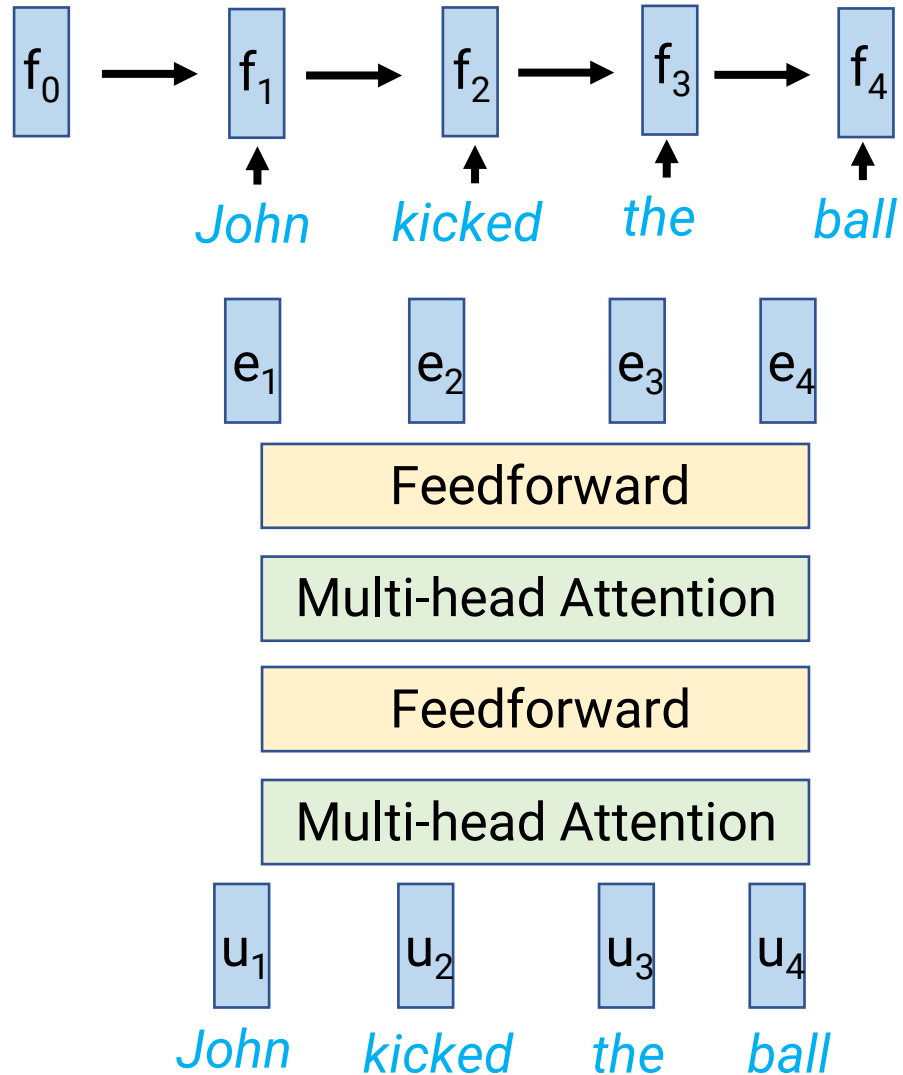 f₀ f₁ f₂ f₃ f₄
John kicked the ball
e₁ e₂ e₃ e₄
Feedforward
Multi-head Attention
Feedforward
Multi-head Attention
u₁ u₂ u₃ u₄
John kicked the ball